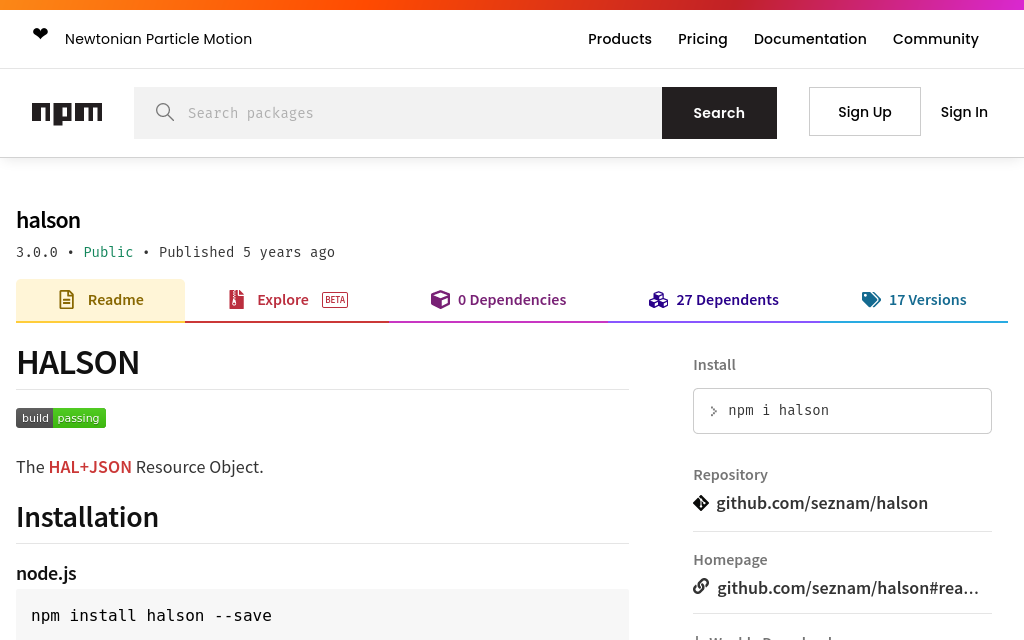 ❤ Newtonian Particle Motion
Products Pricing Documentation Community
npm
Search packages
Search
Sign Up
Sign In
halson
3.0.0 • Public • Published 5 years ago
Readme
Explore BETA
0 Dependencies
27 Dependents
17 Versions
HALSON
build passing
The HAL+JSON Resource Object.
Installation
node.js
npm install halson --save
Install
npm i halson
Repository
github.com/seznam/halson
Homepage
github.com/seznam/halson#rea...